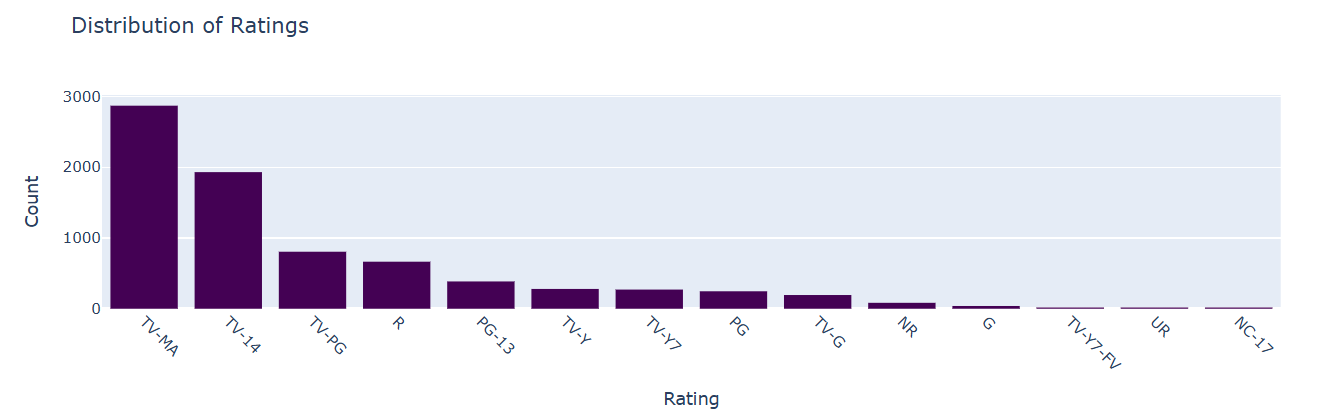 Distribution of Ratings
3000
2000
1000
0
Count
TV-MA
TV-14
TV-PG
R
PG-13
TV-Y
TV-Y7
PG
TV-G
NR
G
TV-Y7-FV
UR
NC-17
Rating